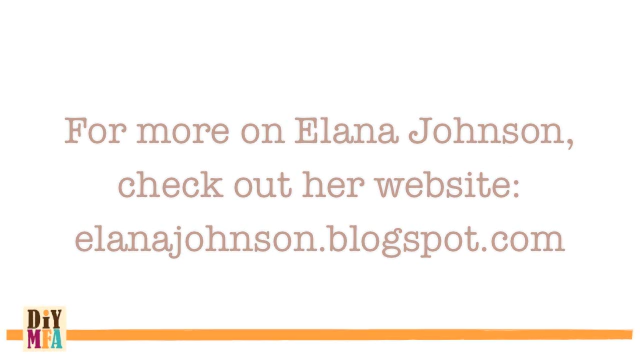 For more on Elana Johnson,
check out her website:
elanajohnson.blogspot.com
DiY
MFA